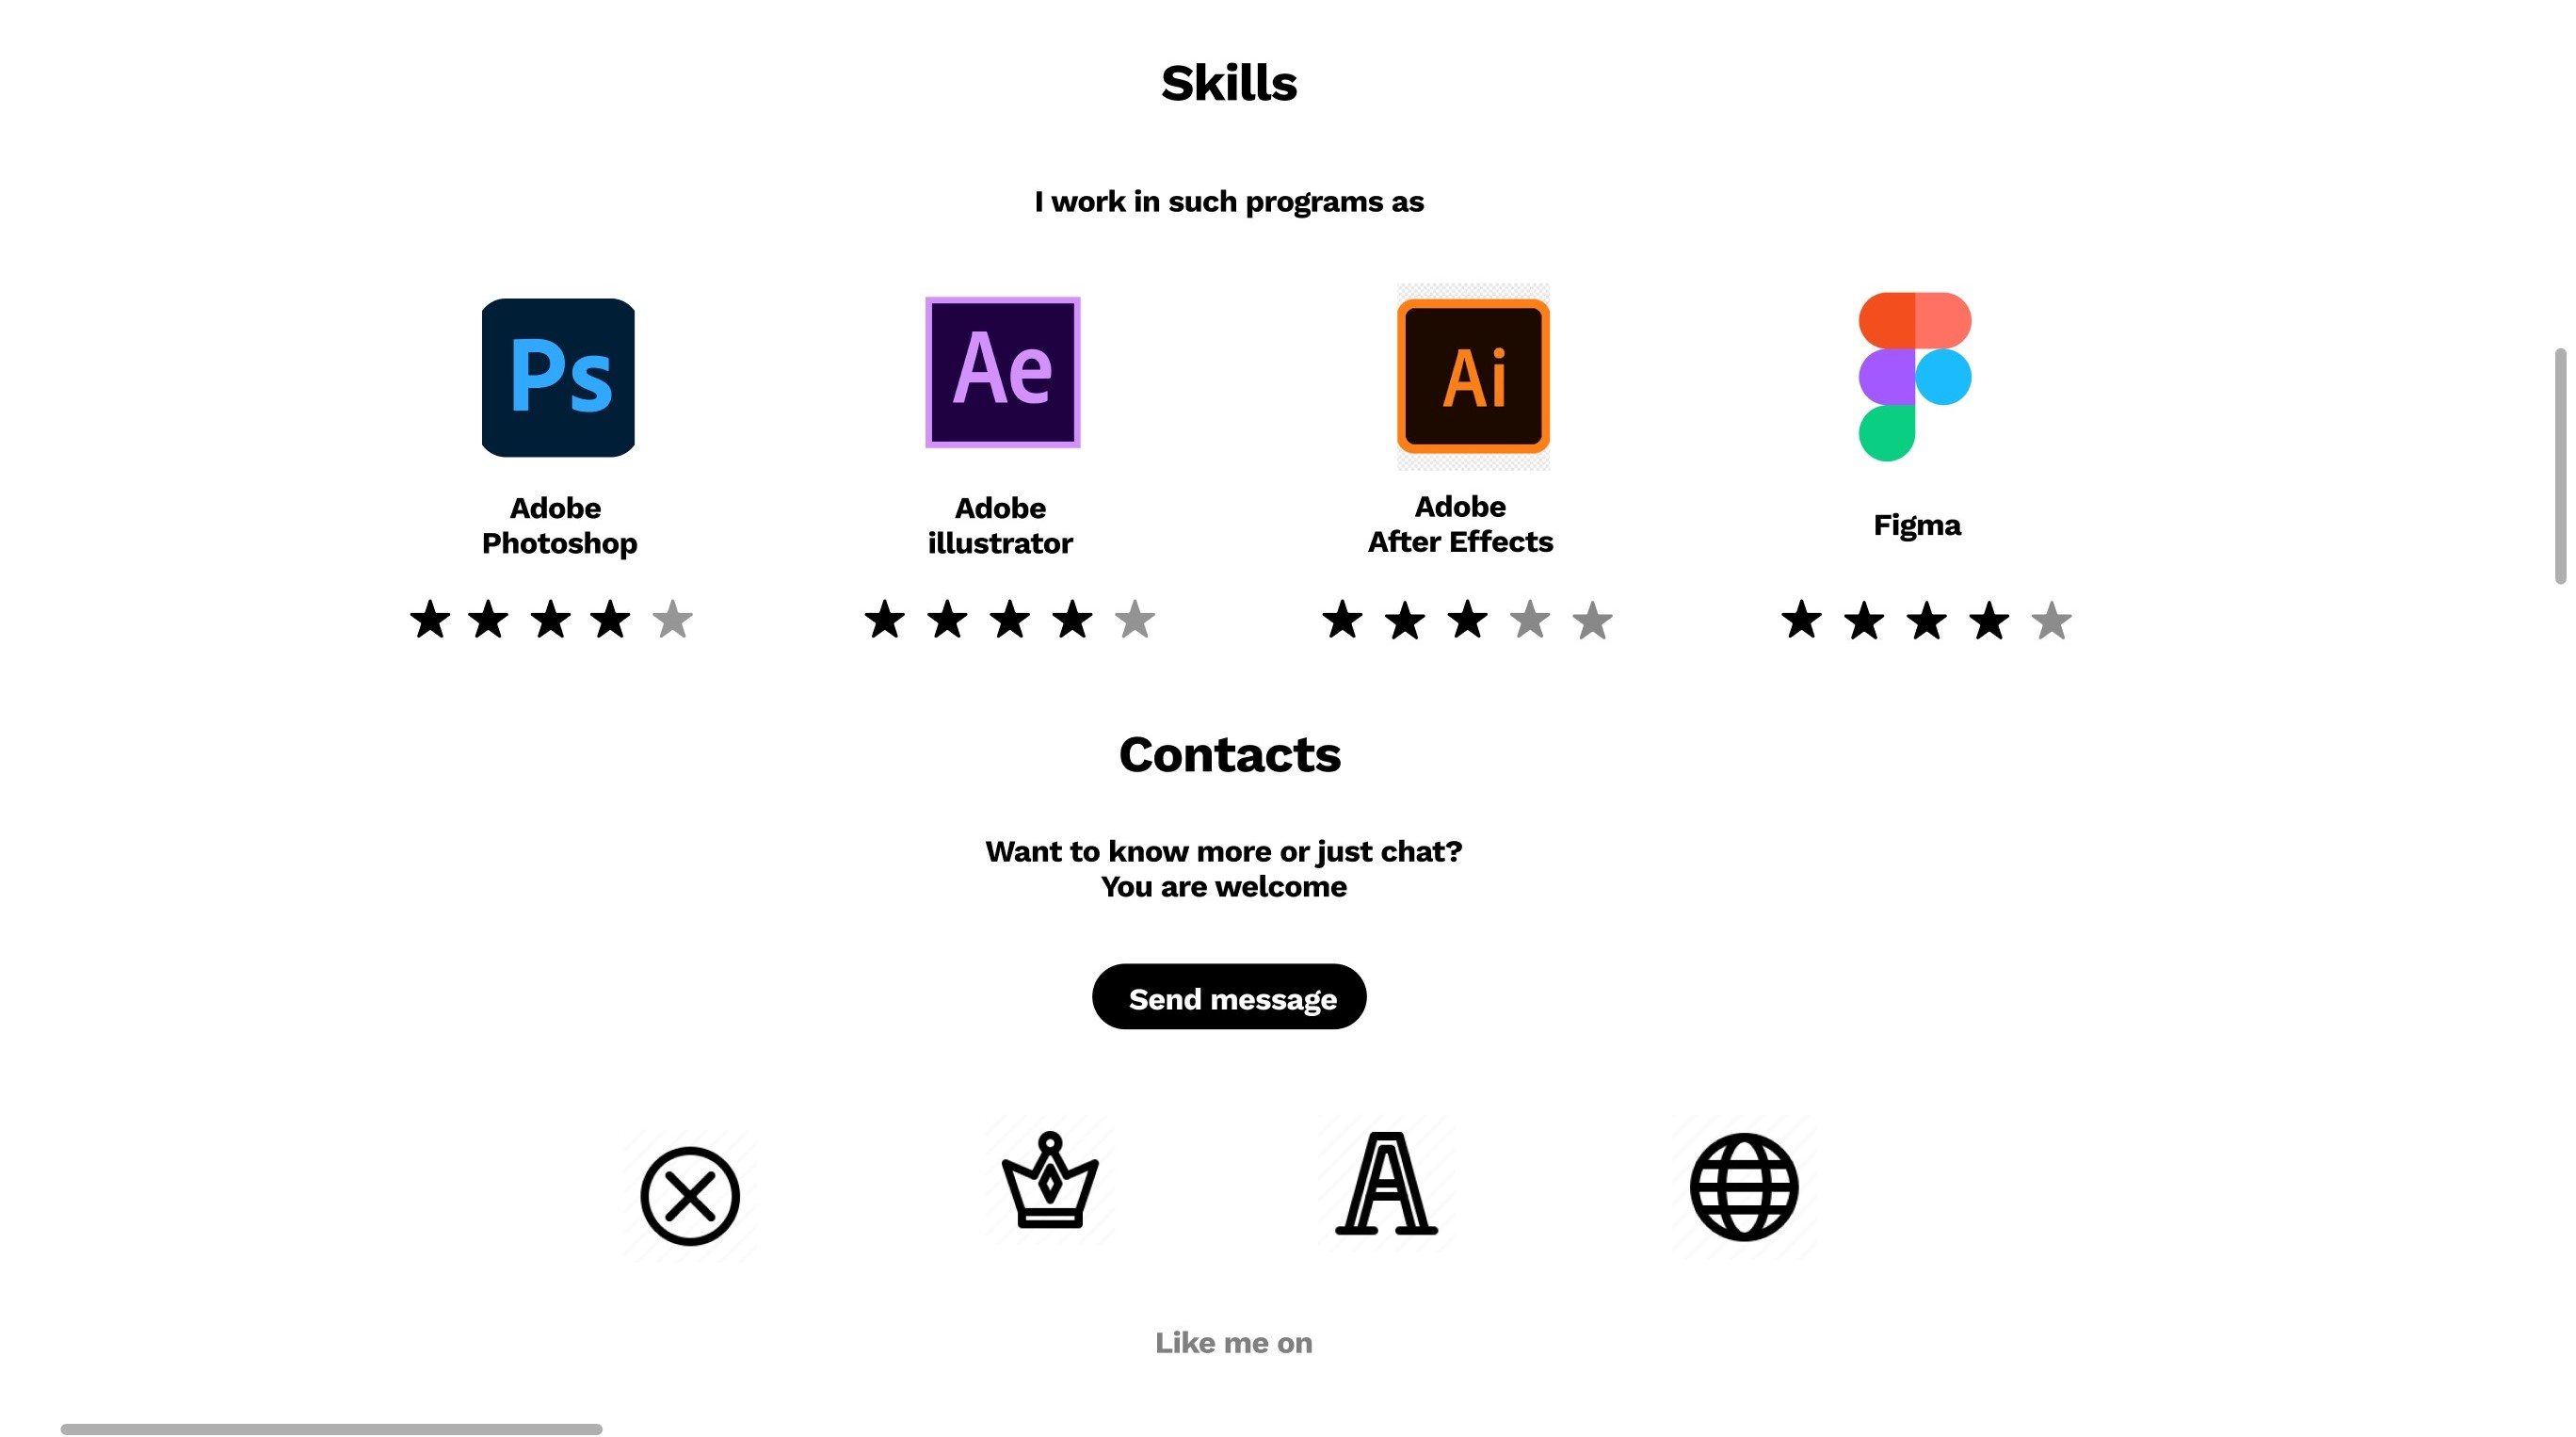 Skills
I work in such programs as
Ps
Ae
Ai
Adobe
Photoshop
Adobe
illustrator
Adobe
After Effects
Figma
Contacts
Want to know more or just chat?
You are welcome
Send message
A
Like me on